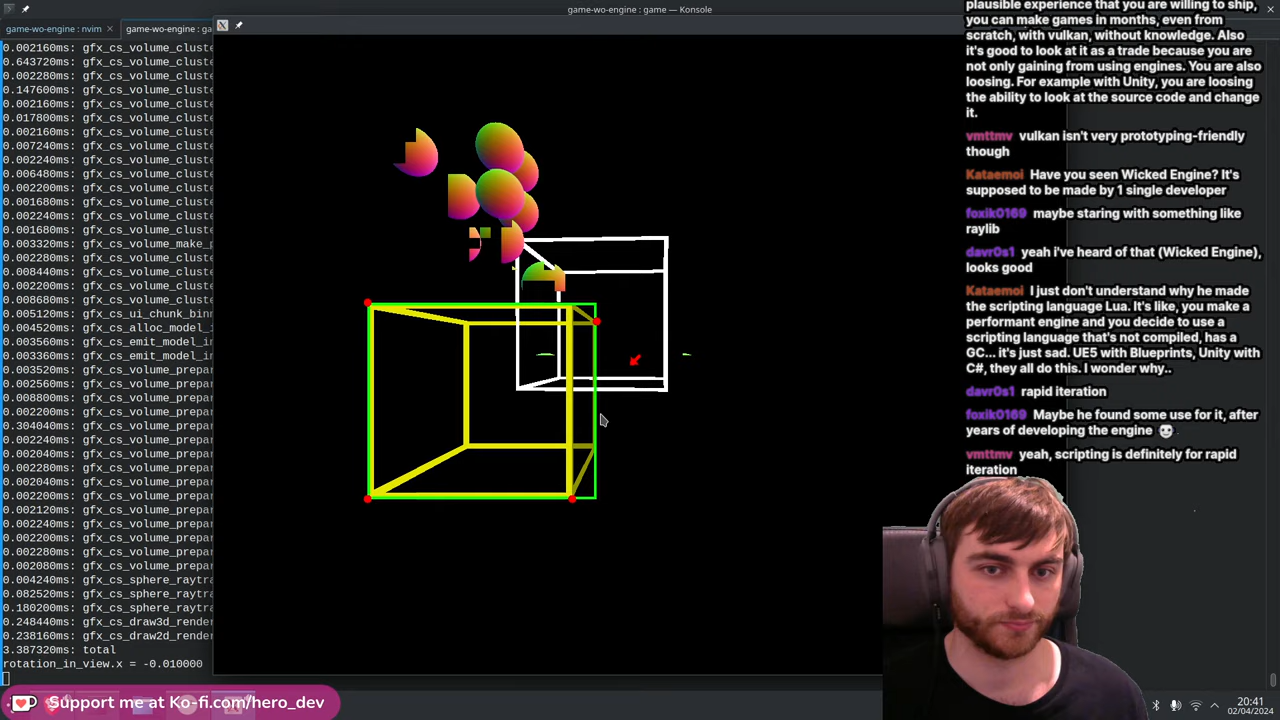 game-wo-engine : game — Konsole
game-wo-engine : nvim
game-wo-engine : ga
0.002160ms: gfx_cs_volume_cluste
0.643720ms: gfx_cs_volume_cluste
0.002280ms: gfx_cs_volume_cluste
0.147600ms: gfx_cs_volume_cluste
0.002160ms: gfx_cs_volume_cluste
0.017800ms: gfx_cs_volume_cluste
0.002160ms: gfx_cs_volume_cluste
0.007240ms: gfx_cs_volume_cluste
0.002240ms: gfx_cs_volume_cluste
0.006480ms: gfx_cs_volume_cluste
0.002200ms: gfx_cs_volume_cluste
0.001680ms: gfx_cs_volume_cluste
0.002240ms: gfx_cs_volume_cluste
0.001680ms: gfx_cs_volume_cluste
0.003320ms: gfx_cs_volume_make_p
0.002280ms: gfx_cs_volume_cluste
0.008440ms: gfx_cs_volume_cluste
0.002200ms: gfx_cs_volume_cluste
0.008680ms: gfx_cs_volume_cluste
0.005120ms: gfx_cs_ui_chunk_binn
0.004520ms: gfx_cs_alloc_model_i
0.003360ms: gfx_cs_emit_model_in
0.003360ms: gfx_cs_emit_model_in
0.003760ms: gfx_cs_volume_prepar
0.002560ms: gfx_cs_volume_prepar
0.008800ms: gfx_cs_volume_prepar
0.002200ms: gfx_cs_volume_prepar
0.304040ms: gfx_cs_volume_prepar
0.002240ms: gfx_cs_volume_prepar
0.002040ms: gfx_cs_volume_prepar
0.002280ms: gfx_cs_volume_prepar
0.002040ms: gfx_cs_volume_prepar
0.002200ms: gfx_cs_volume_prepar
0.002120ms: gfx_cs_volume_prepar
0.002240ms: gfx_cs_volume_prepar
0.002200ms: gfx_cs_volume_prepar
0.002280ms: gfx_cs_volume_prepar
0.002080ms: gfx_cs_volume_prepar
0.004240ms: gfx_cs_sphere_raytra
0.082520ms: gfx_cs_sphere_raytra
0.180200ms: gfx_cs_sphere_raytra
0.248440ms: gfx_cs_draw3d_render
0.238160ms: gfx_cs_draw2d_render
3.387320ms: total
rotation_in_view.x = -0.010000
plausible experience that you are willing to ship,
you can make games in months, even from
scratch, with vulkan, without knowledge. Also
it's good to look at it as a trade because you are
not only gaining from using engines. You are also
loosing. For example with Unity, you are loosing
the ability to look at the source code and change
it.
vmttmv vulkan isn't very prototyping-friendly
though
Kataemoi Have you seen Wicked Engine? It's
supposed to be made by 1 single developer
foxik0169 maybe staring with something like
raylib
davr0s1 yeah i've heard of that (Wicked Engine),
looks good
Kataemoi I just don't understand why he made
the scripting language Lua. It's like, you make a
performant engine and you decide to use a
scripting language that's not compiled, has a
GC... it's just sad. UE5 with Blueprints, Unity with
C#, they all do this. I wonder why..
davr0s1 rapid iteration
foxik0169 Maybe he found some use for it, after
years of developing the engine
vmttmv yeah, scripting is definitely for rapid
iteration
Support me at Ko-fi.com/hero_dev
20:41
02/04/2024